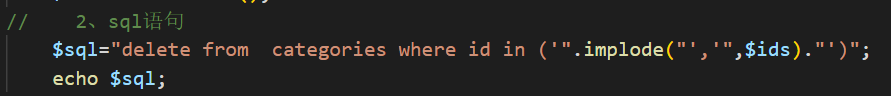 //    2、sql语句
$sql="delete from  categories where id in ('".implode("','",$ids)."')";
echo $sql;